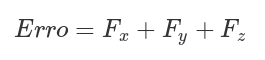 Erro = F_x + F_y + F_z